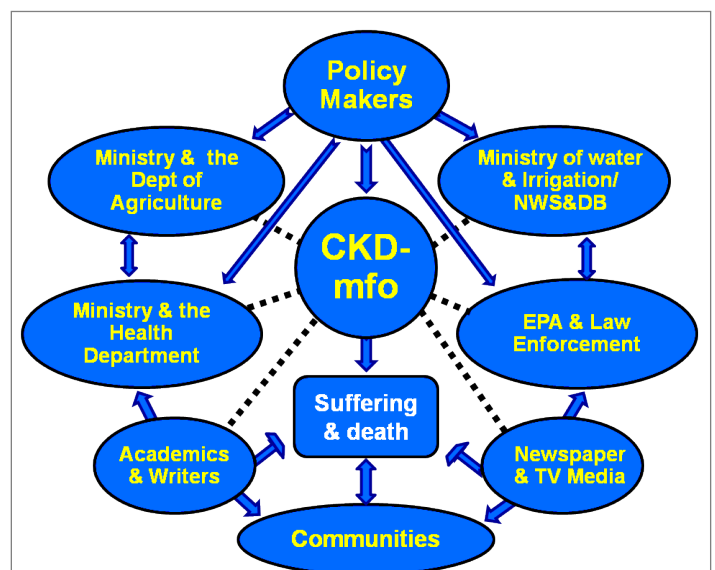 Policy
Makers
Ministry & the
Dept of
Agriculture
Ministry of water
& Irrigation/
NWS&DB
CKD-
mfo
Ministry & the
Health
Department
EPA & Law
Enforcement
Suffering
& death
Academics
& Writers
Newspaper
& TV Media
Communities